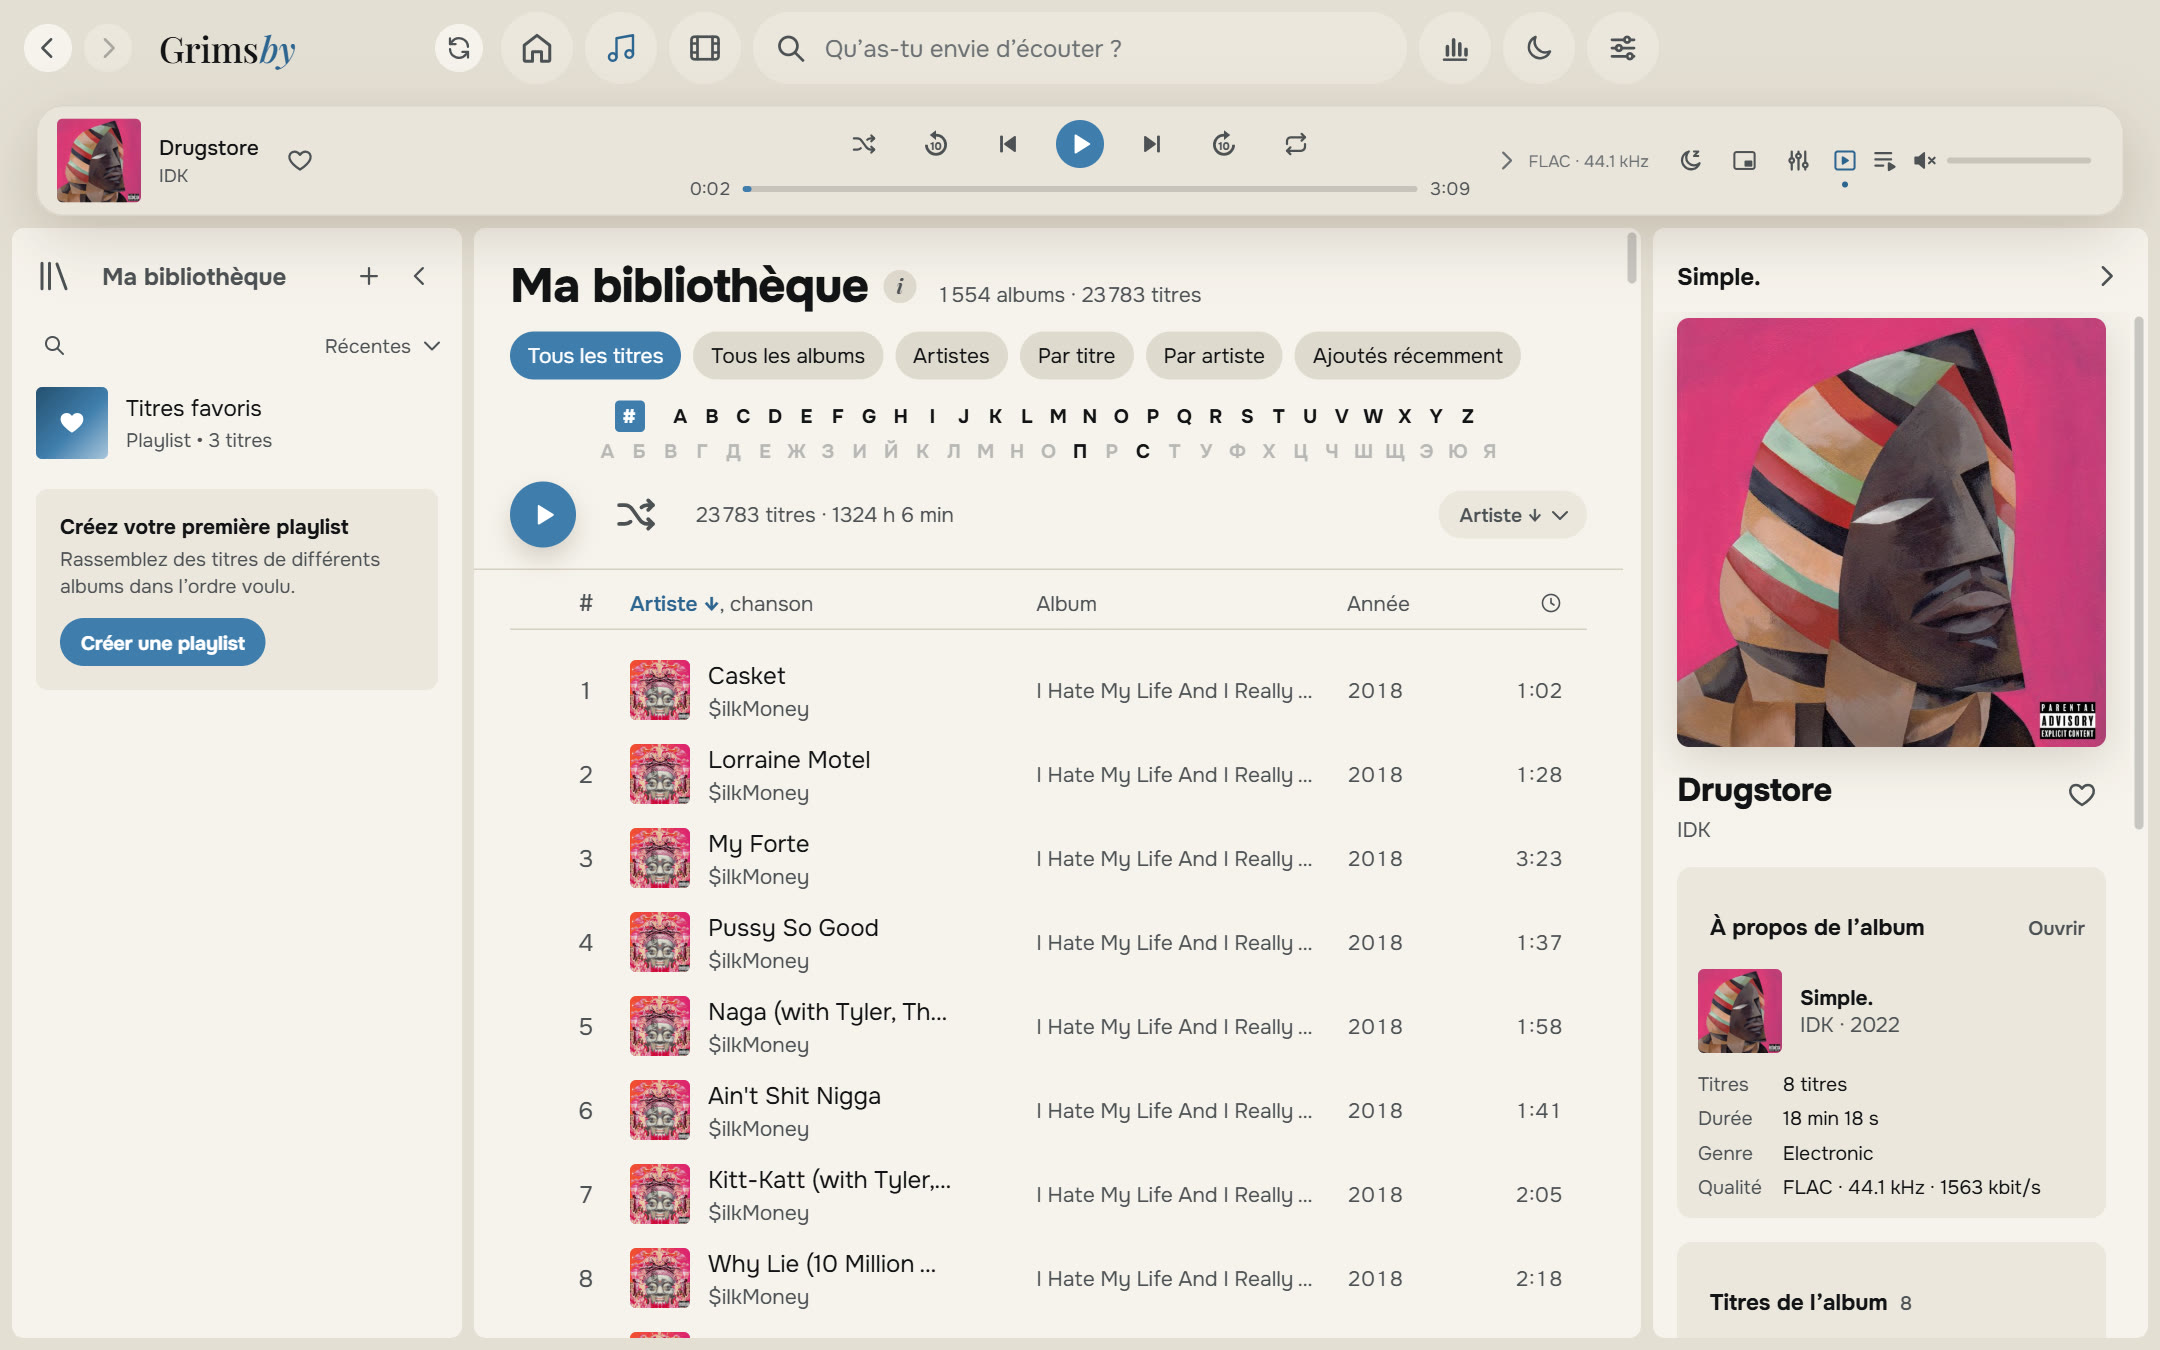 Grimsby
Qu’as-tu envie d’écouter ?
Drugstore
IDK
10
10
0:02
3:09
FLAC · 44.1 kHz
Ma bibliothèque
Récentes
Titres favoris
Playlist • 3 titres
Créez votre première playlist
Rassemblez des titres de différents
albums dans l’ordre voulu.
Créer une playlist
Ma bibliothèque
i
1 554 albums · 23 783 titres
Tous les titres
Tous les albums
Artistes
Par titre
Par artiste
Ajoutés récemment
# A B C D E F G H I J K L M N O P Q R S T U V W X Y Z
А Б В Г Д Е Ж З И Й К Л М Н О П Р С Т У Ф Х Ц Ч Ш Щ Э Ю Я
23 783 titres · 1324 h 6 min
Artiste ↓
# Artiste ↓, chanson Album Année
1 Casket I Hate My Life And I Really ... 2018 1:02
$ilkMoney
2 Lorraine Motel I Hate My Life And I Really ... 2018 1:28
$ilkMoney
3 My Forte I Hate My Life And I Really ... 2018 3:23
$ilkMoney
4 Pussy So Good I Hate My Life And I Really ... 2018 1:37
$ilkMoney
5 Naga (with Tyler, Th... I Hate My Life And I Really ... 2018 1:58
$ilkMoney
6 Ain't Shit Nigga I Hate My Life And I Really ... 2018 1:41
$ilkMoney
7 Kitt-Katt (with Tyler,... I Hate My Life And I Really ... 2018 2:05
$ilkMoney
8 Why Lie (10 Million ... I Hate My Life And I Really ... 2018 2:18
$ilkMoney
Simple.
PARENTAL
ADVISORY
EXPLICIT CONTENT
Drugstore
IDK
À propos de l’album
Ouvrir
Simple.
IDK · 2022
Titres 8 titres
Durée 18 min 18 s
Genre Electronic
Qualité FLAC · 44.1 kHz · 1563 kbit/s
Titres de l’album 8